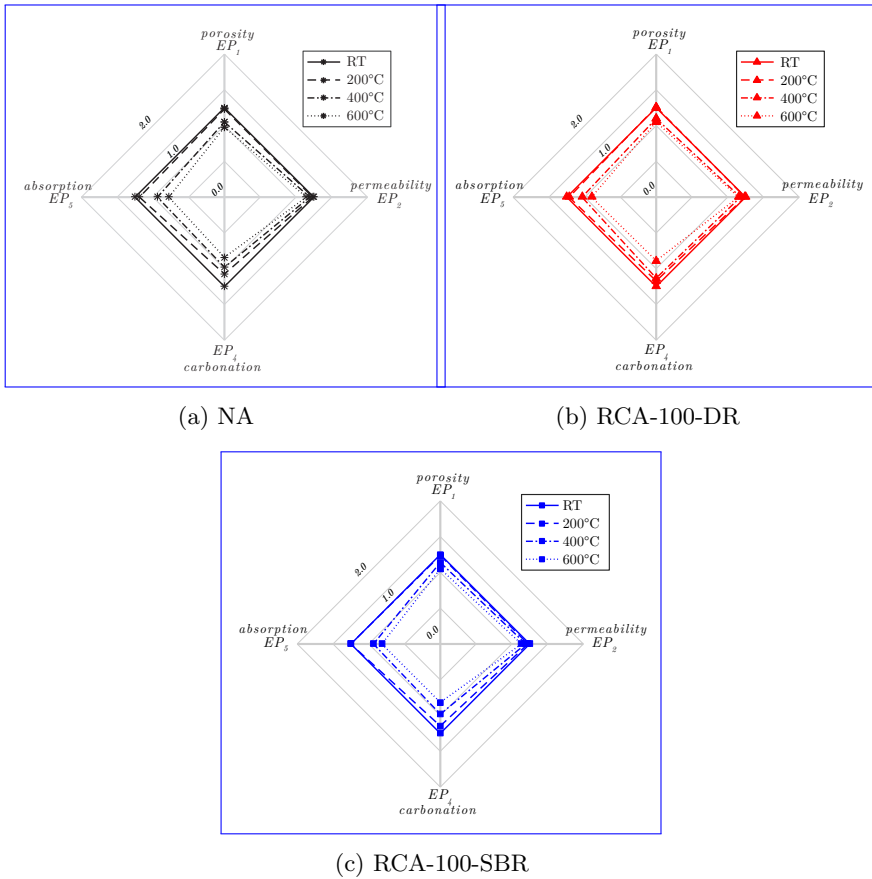 porosity
EP₁
RT
200°C
400°C
600°C
2.0
1.0
0.0
absorption
EP₅
permeability
EP₂
EP₄
carbonation
(a) NA
porosity
EP₁
RT
200°C
400°C
600°C
2.0
1.0
0.0
absorption
EP₅
permeability
EP₂
EP₄
carbonation
(b) RCA-100-DR
porosity
EP₁
RT
200°C
400°C
600°C
2.0
1.0
0.0
absorption
EP₅
permeability
EP₂
EP₄
carbonation
(c) RCA-100-SBR